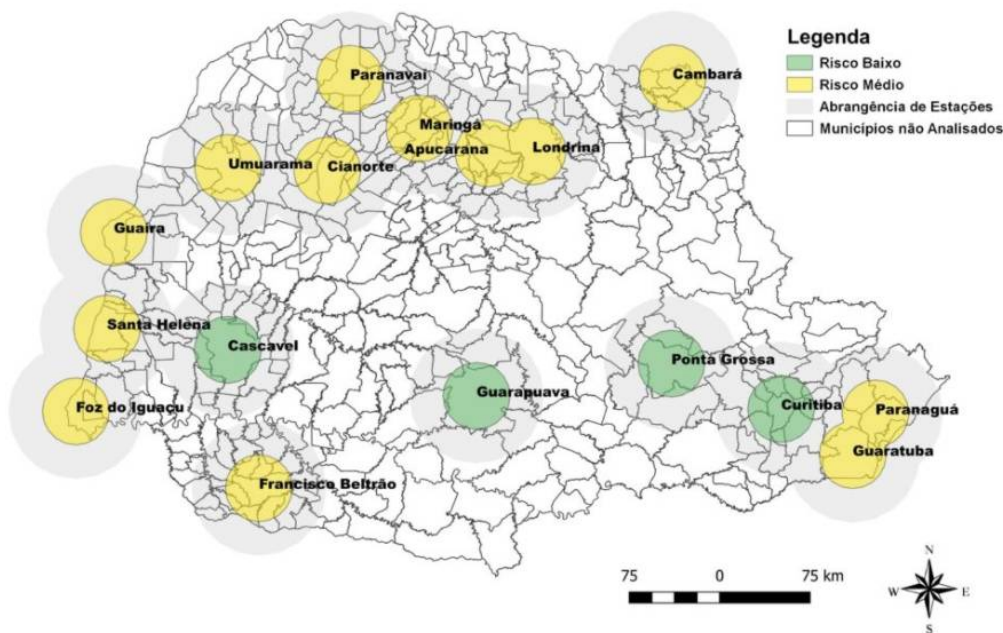 Legenda
Risco Baixo
Risco Médio
Abrangência de Estações
Municípios não Analisados
Paranavaí
Cambará
Maringá
Apucarana
Londrina
Umuarama
Cianorte
Guaíra
Santa Helena
Cascavel
Ponta Grossa
Guarapuava
Curitiba
Paranaguá
Foz do Iguaçu
Guaratuba
Francisco Beltrão
75 0 75 km
N
W E
S